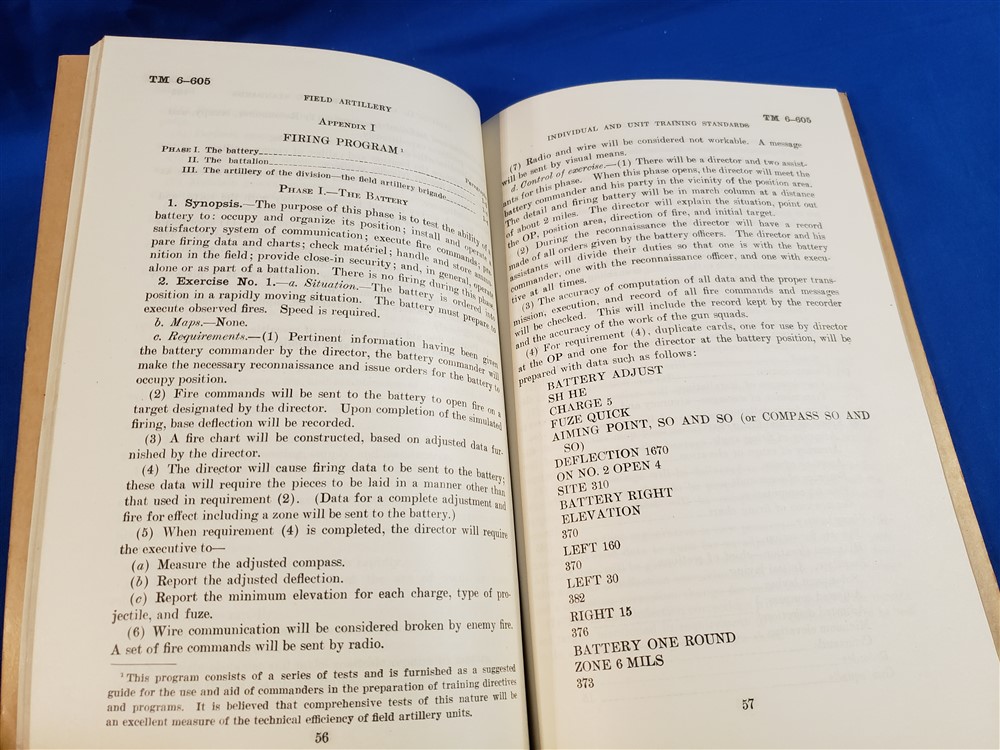 TM 6–605
FIELD ARTILLERY
APPENDIX I
FIRING PROGRAM ¹
PHASE I. The battery
II. The battalion
III. The artillery of the division—the field artillery brigade
PHASE I.—THE BATTERY
1. Synopsis.—The purpose of this phase is to test the ability of
battery to: occupy and organize its position; install and operate a
satisfactory system of communication; execute fire commands; pre-
pare firing data and charts; check matériel; handle and store ammu-
nition in the field; provide close-in security; and, in general, operate
alone or as part of a battalion. There is no firing during this phase.
2. Exercise No. 1.—a. Situation.—The battery is ordered into
position in a rapidly moving situation. The battery must prepare to
execute observed fires. Speed is required.
b. Maps.—None.
c. Requirements.—(1) Pertinent information having been given
the battery commander by the director, the battery commander will
make the necessary reconnaissance and issue orders for the battery to
occupy position.
(2) Fire commands will be sent to the battery to open fire on a
target designated by the director. Upon completion of the simulated
firing, base deflection will be recorded.
(3) A fire chart will be constructed, based on adjusted data fur-
nished by the director.
(4) The director will cause firing data to be sent to the battery;
these data will require the pieces to be laid in a manner other than
that used in requirement (2). (Data for a complete adjustment and
fire for effect including a zone will be sent to the battery.)
(5) When requirement (4) is completed, the director will require
the executive to—
(a) Measure the adjusted compass.
(b) Report the adjusted deflection.
(c) Report the minimum elevation for each charge, type of pro-
jectile, and fuze.
(6) Wire communication will be considered broken by enemy fire.
A set of fire commands will be sent by radio.
¹ This program consists of a series of tests and is furnished as a suggested
guide for the use and aid of commanders in the preparation of training directives
and programs. It is believed that comprehensive tests of this nature will be
an excellent measure of the technical efficiency of field artillery units.
56
INDIVIDUAL AND UNIT TRAINING STANDARDS TM 6–605
(7) Radio and wire will be considered not workable. A message
will be sent by visual means.
d. Control of exercise.—(1) There will be a director and two assist-
ants for this phase. When this phase opens, the director will meet the
battery commander and his party in the vicinity of the position area.
The detail and firing battery will be in march column at a distance
of about 2 miles. The director will explain the situation, point out
the OP, position area, direction of fire, and initial target.
(2) During the reconnaissance the director will have a record
made of all orders given by the battery officers. The director and his
assistants will divide their duties so that one is with the battery
commander, one with the reconnaissance officer, and one with execu-
tive at all times.
(3) The accuracy of computation of all data and the proper trans-
mission, execution, and record of all fire commands and messages
will be checked. This will include the record kept by the recorder
and the accuracy of the work of the gun squads.
(4) For requirement (4), duplicate cards, one for use by director
at the OP and one for the director at the battery position, will be
prepared with data such as follows:
BATTERY ADJUST
SH HE
CHARGE 5
FUZE QUICK
AIMING POINT, SO AND SO (or COMPASS SO AND
SO)
DEFLECTION 1670
ON NO. 2 OPEN 4
SITE 310
BATTERY RIGHT
ELEVATION
370
LEFT 160
370
LEFT 30
382
RIGHT 15
376
BATTERY ONE ROUND
ZONE 6 MILS
373
57